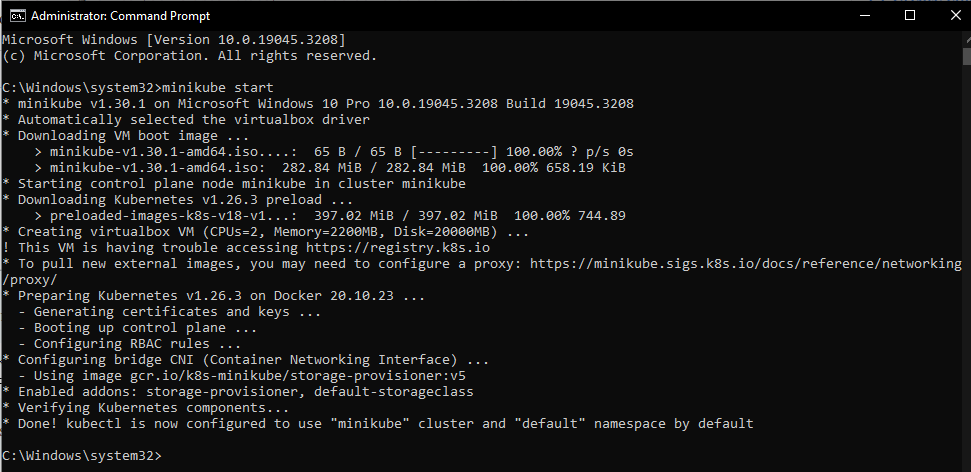 Administrator: Command Prompt
Microsoft Windows [Version 10.0.19045.3208]
(c) Microsoft Corporation. All rights reserved.
C:\Windows\system32>minikube start
* minikube v1.30.1 on Microsoft Windows 10 Pro 10.0.19045.3208 Build 19045.3208
* Automatically selected the virtualbox driver
* Downloading VM boot image ...
    > minikube-v1.30.1-amd64.iso....:  65 B / 65 B [---------] 100.00% ? p/s 0s
    > minikube-v1.30.1-amd64.iso:  282.84 MiB / 282.84 MiB  100.00% 658.19 KiB
* Starting control plane node minikube in cluster minikube
* Downloading Kubernetes v1.26.3 preload ...
    > preloaded-images-k8s-v18-v1...:  397.02 MiB / 397.02 MiB  100.00% 744.89
* Creating virtualbox VM (CPUs=2, Memory=2200MB, Disk=20000MB) ...
! This VM is having trouble accessing https://registry.k8s.io
* To pull new external images, you may need to configure a proxy: https://minikube.sigs.k8s.io/docs/reference/networking
/proxy/
* Preparing Kubernetes v1.26.3 on Docker 20.10.23 ...
  - Generating certificates and keys ...
  - Booting up control plane ...
  - Configuring RBAC rules ...
* Configuring bridge CNI (Container Networking Interface) ...
  - Using image gcr.io/k8s-minikube/storage-provisioner:v5
* Enabled addons: storage-provisioner, default-storageclass
* Verifying Kubernetes components...
* Done! kubectl is now configured to use "minikube" cluster and "default" namespace by default
C:\Windows\system32>